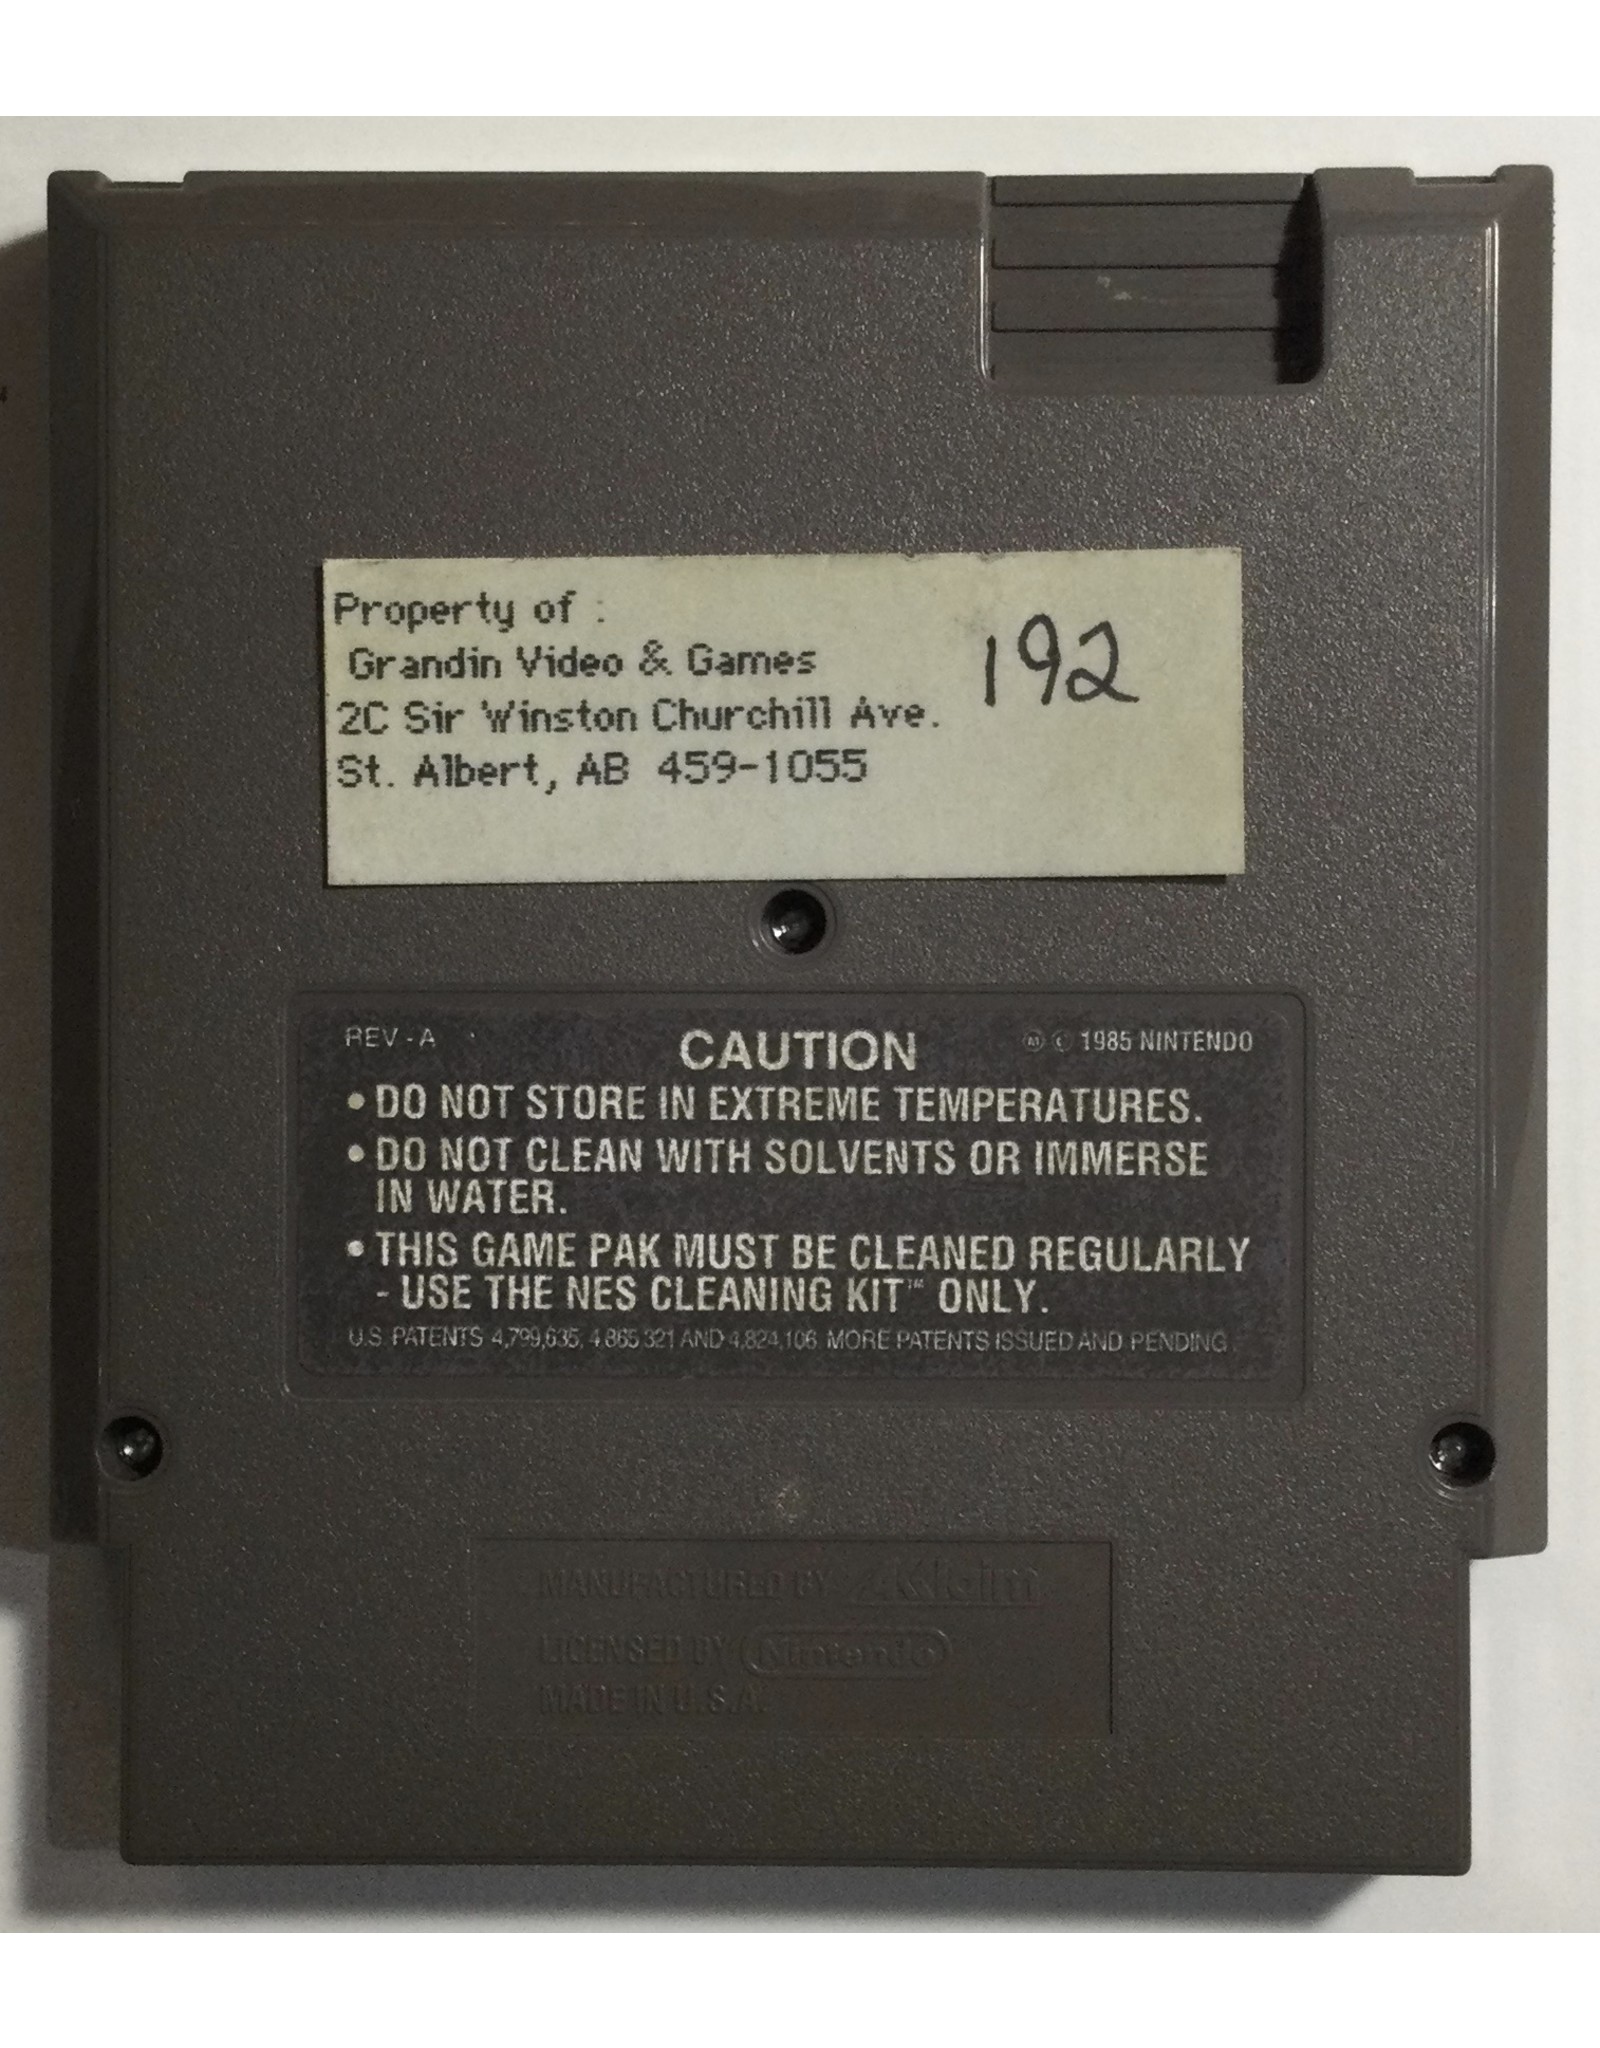 Property of :
Grandin Video & Games
192
2C Sir Winston Churchill Ave.
St. Albert, AB 459-1055
REV-A
CAUTION
Ⓜ © 1985 NINTENDO
• DO NOT STORE IN EXTREME TEMPERATURES.
• DO NOT CLEAN WITH SOLVENTS OR IMMERSE
IN WATER.
• THIS GAME PAK MUST BE CLEANED REGULARLY
- USE THE NES CLEANING KIT™ ONLY.
U.S. PATENTS 4,799,635, 4,865,321 AND 4,824,106. MORE PATENTS ISSUED AND PENDING.
MANUFACTURED BY AKklaim
LICENSED BY Nintendo
MADE IN U.S.A.